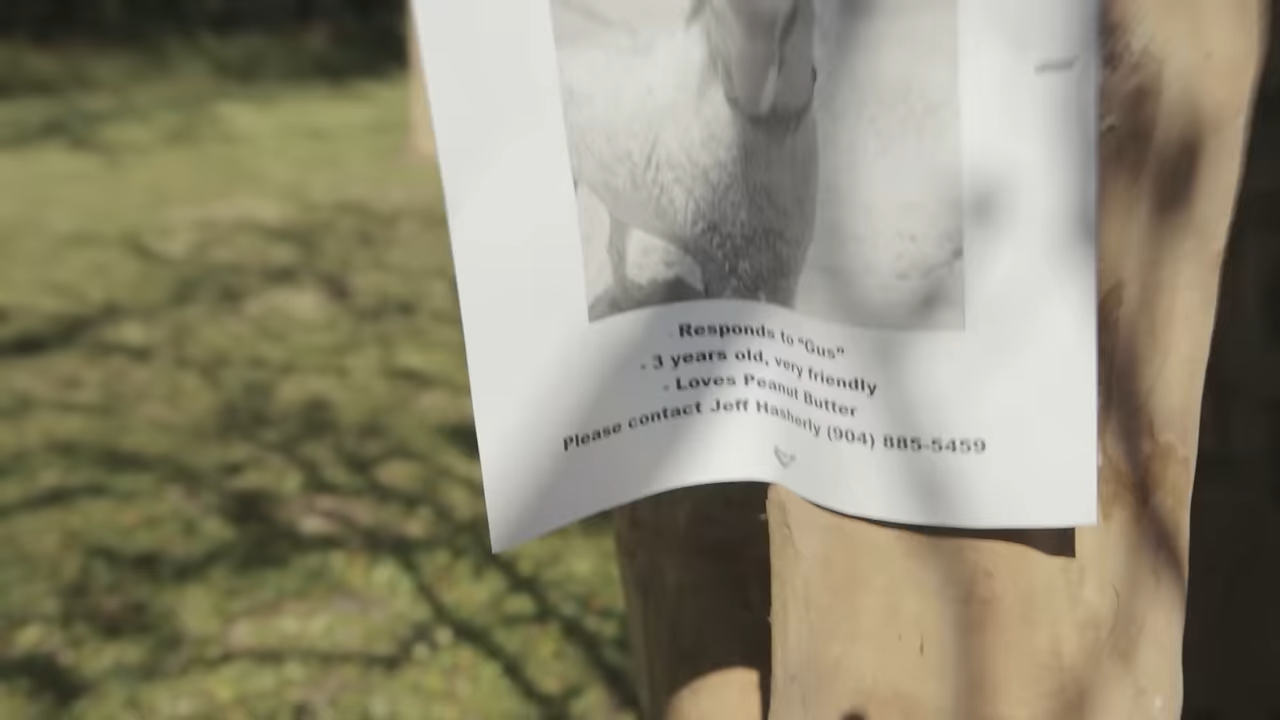 - Responds to "Gus"
- 3 years old, very friendly
- Loves Peanut Butter
Please contact Jeff Hasherly (904) 885-5459